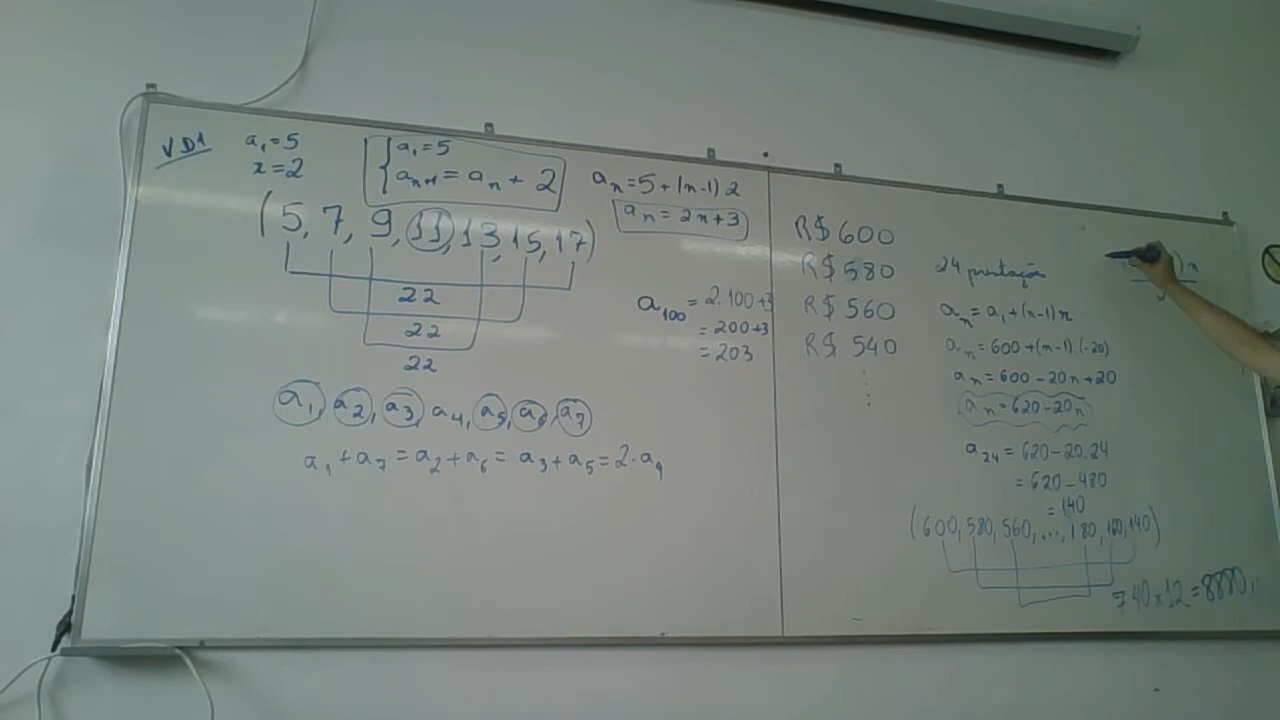 VD1
a₁=5
r=2
a₁=5
aₙ₊₁ = aₙ + 2
(5, 7, 9, 11, 13, 15, 17)
22
22
22
aₙ=5+(n-1)2
aₙ = 2n+3
a₁₀₀ = 2.100+3
= 200+3
= 203
a₁, a₂, a₃, a₄, a₅, a₆, a₇
a₁ + a₇ = a₂ + a₆ = a₃ + a₅ = 2·a₄
R$ 600
R$ 580
R$ 560
R$ 540
24 prestações
aₙ = a₁ + (n-1)r
aₙ = 600+(n-1).(-20)
aₙ = 600-20n+20
aₙ = 620-20n
a₂₄ = 620-20.24
= 620-480
= 140
(600, 580, 560, ..., 180, 160, 140)
740 x 12 = 8880,